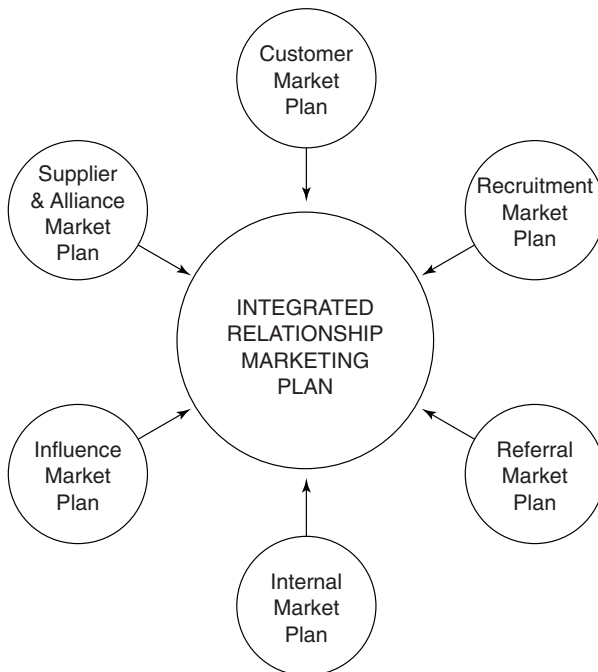 Customer
Market
Plan
Supplier
& Alliance
Market
Plan
Recruitment
Market
Plan
INTEGRATED
RELATIONSHIP
MARKETING
PLAN
Influence
Market
Plan
Referral
Market
Plan
Internal
Market
Plan